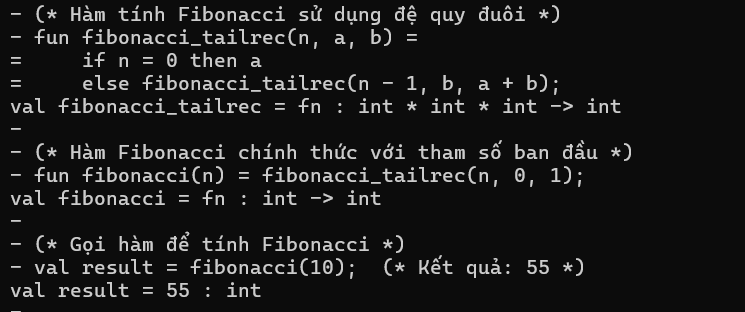 - (* Hàm tính Fibonacci sử dụng đệ quy đuôi *)
- fun fibonacci_tailrec(n, a, b) =
=     if n = 0 then a
=     else fibonacci_tailrec(n - 1, b, a + b);
val fibonacci_tailrec = fn : int * int * int -> int
-
- (* Hàm Fibonacci chính thức với tham số ban đầu *)
- fun fibonacci(n) = fibonacci_tailrec(n, 0, 1);
val fibonacci = fn : int -> int
-
- (* Gọi hàm để tính Fibonacci *)
- val result = fibonacci(10);  (* Kết quả: 55 *)
val result = 55 : int
-